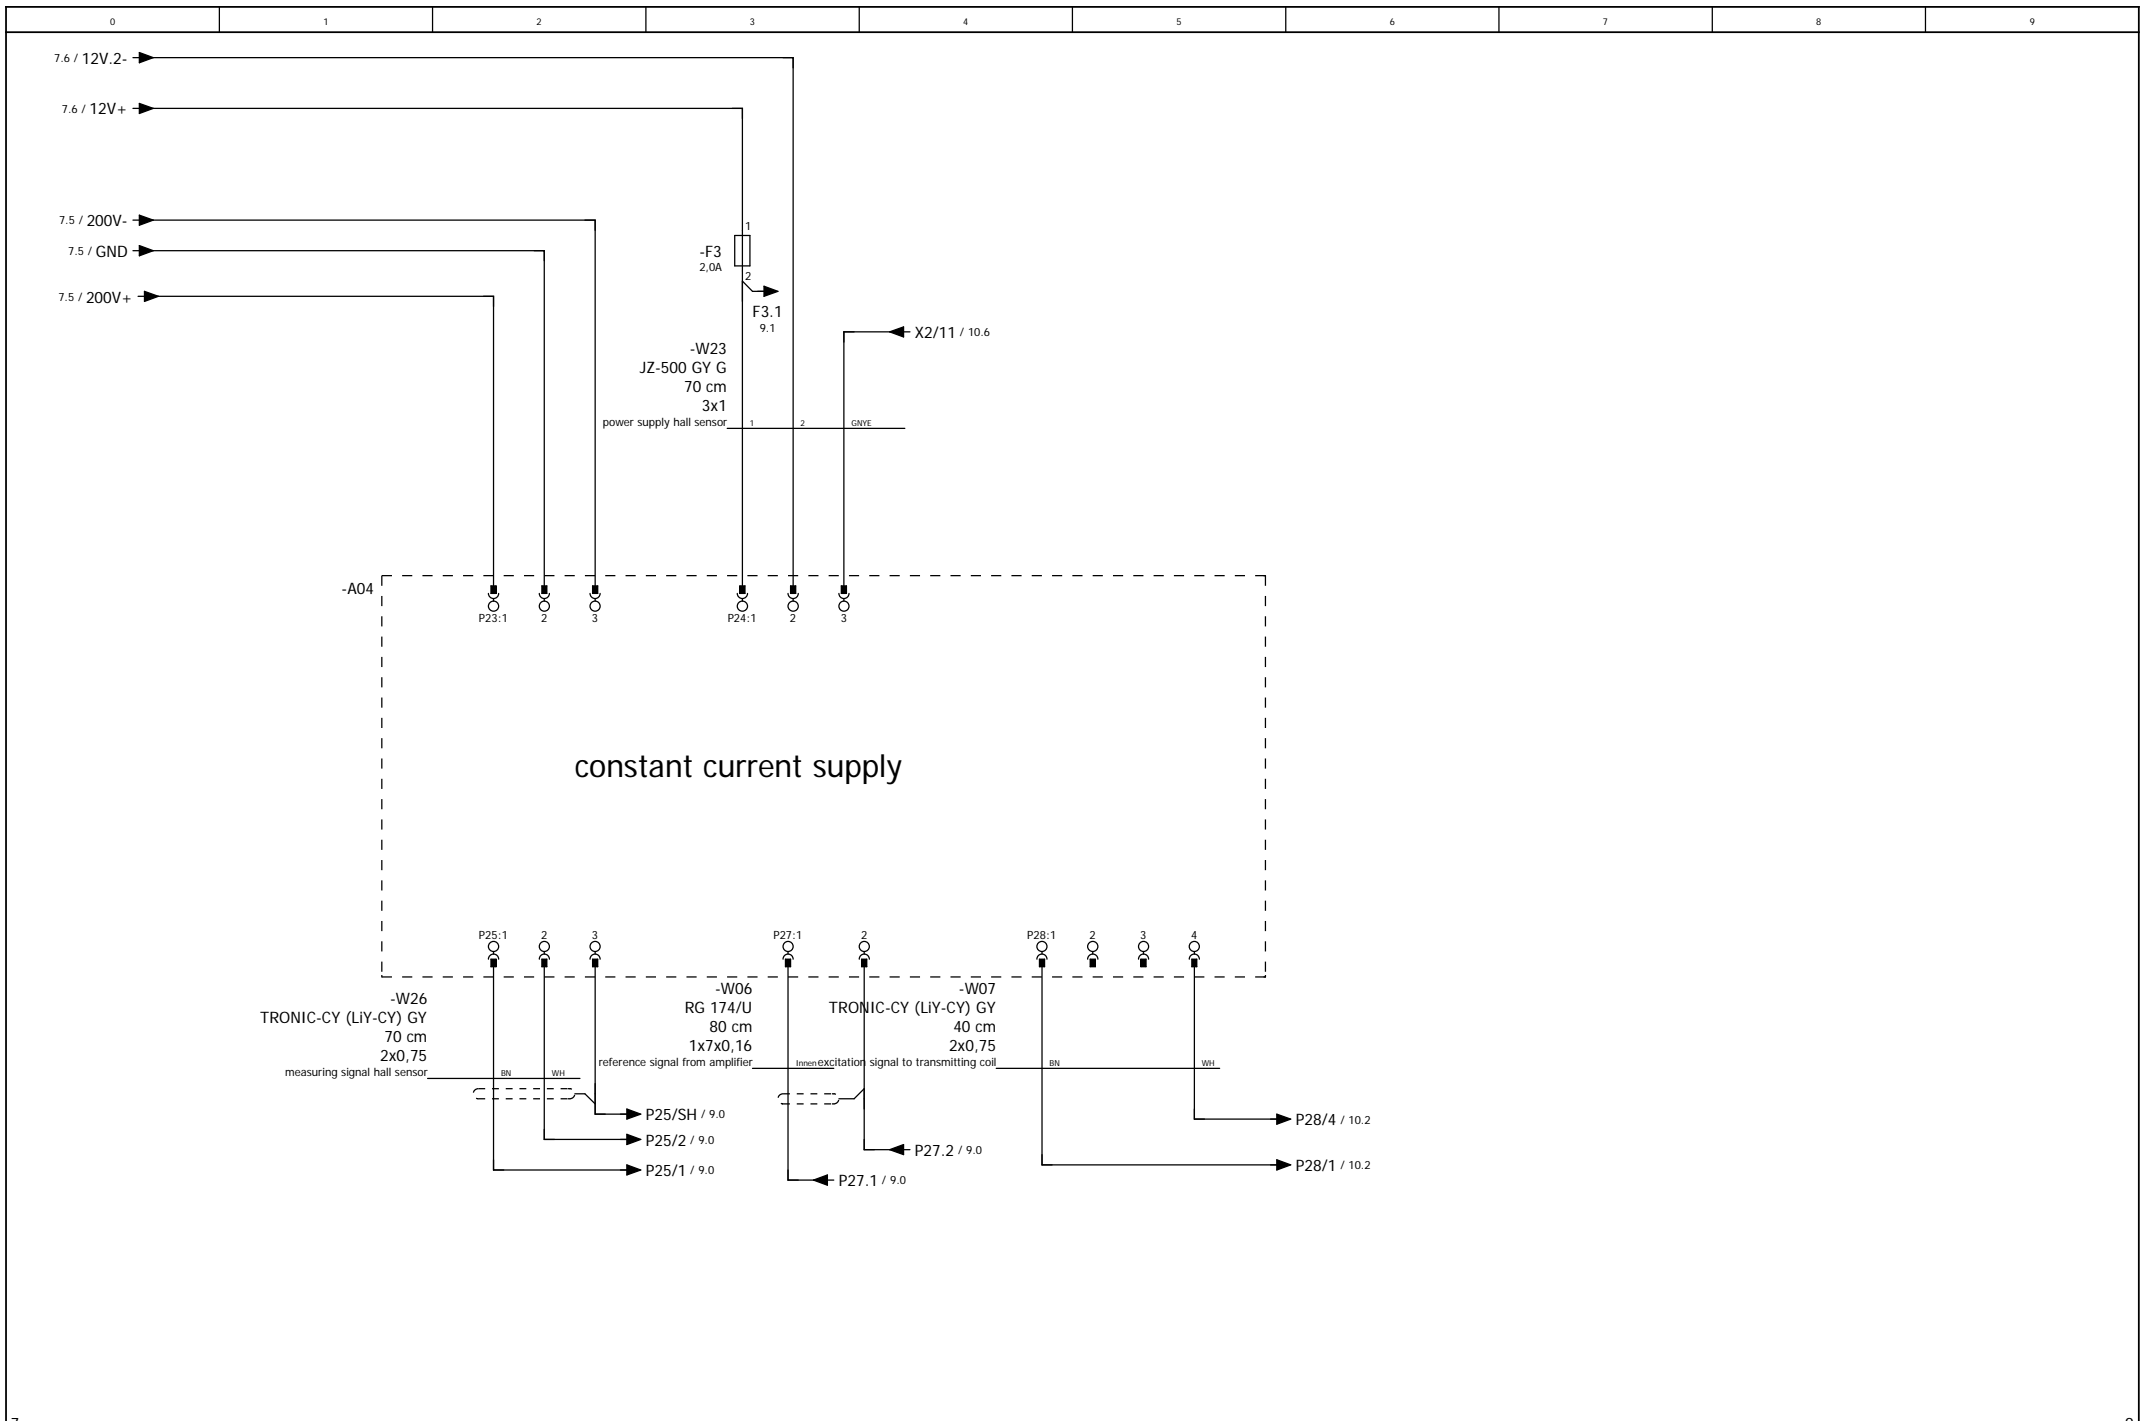 0 1 2 3 4 5 6 7 8 9
7.6 / 12V.2-
7.6 / 12V+
7.5 / 200V-
7.5 / GND
7.5 / 200V+
1
-F3
2,0A
2
F3.1
9.1
X2/11 / 10.6
-W23
JZ-500 GY G
70 cm
3x1
power supply hall sensor
1 2 GNYE
-A04
P23:1 2 3 P24:1 2 3
constant current supply
P25:1 2 3 P27:1 2 P28:1 2 3 4
-W26
TRONIC-CY (LiY-CY) GY
70 cm
2x0,75
measuring signal hall sensor
BN WH
-W06
RG 174/U
80 cm
1x7x0,16
reference signal from amplifier
Innen
-W07
TRONIC-CY (LiY-CY) GY
40 cm
2x0,75
excitation signal to transmitting coil
BN WH
P25/SH / 9.0
P25/2 / 9.0
P25/1 / 9.0
P27.2 / 9.0
P27.1 / 9.0
P28/4 / 10.2
P28/1 / 10.2